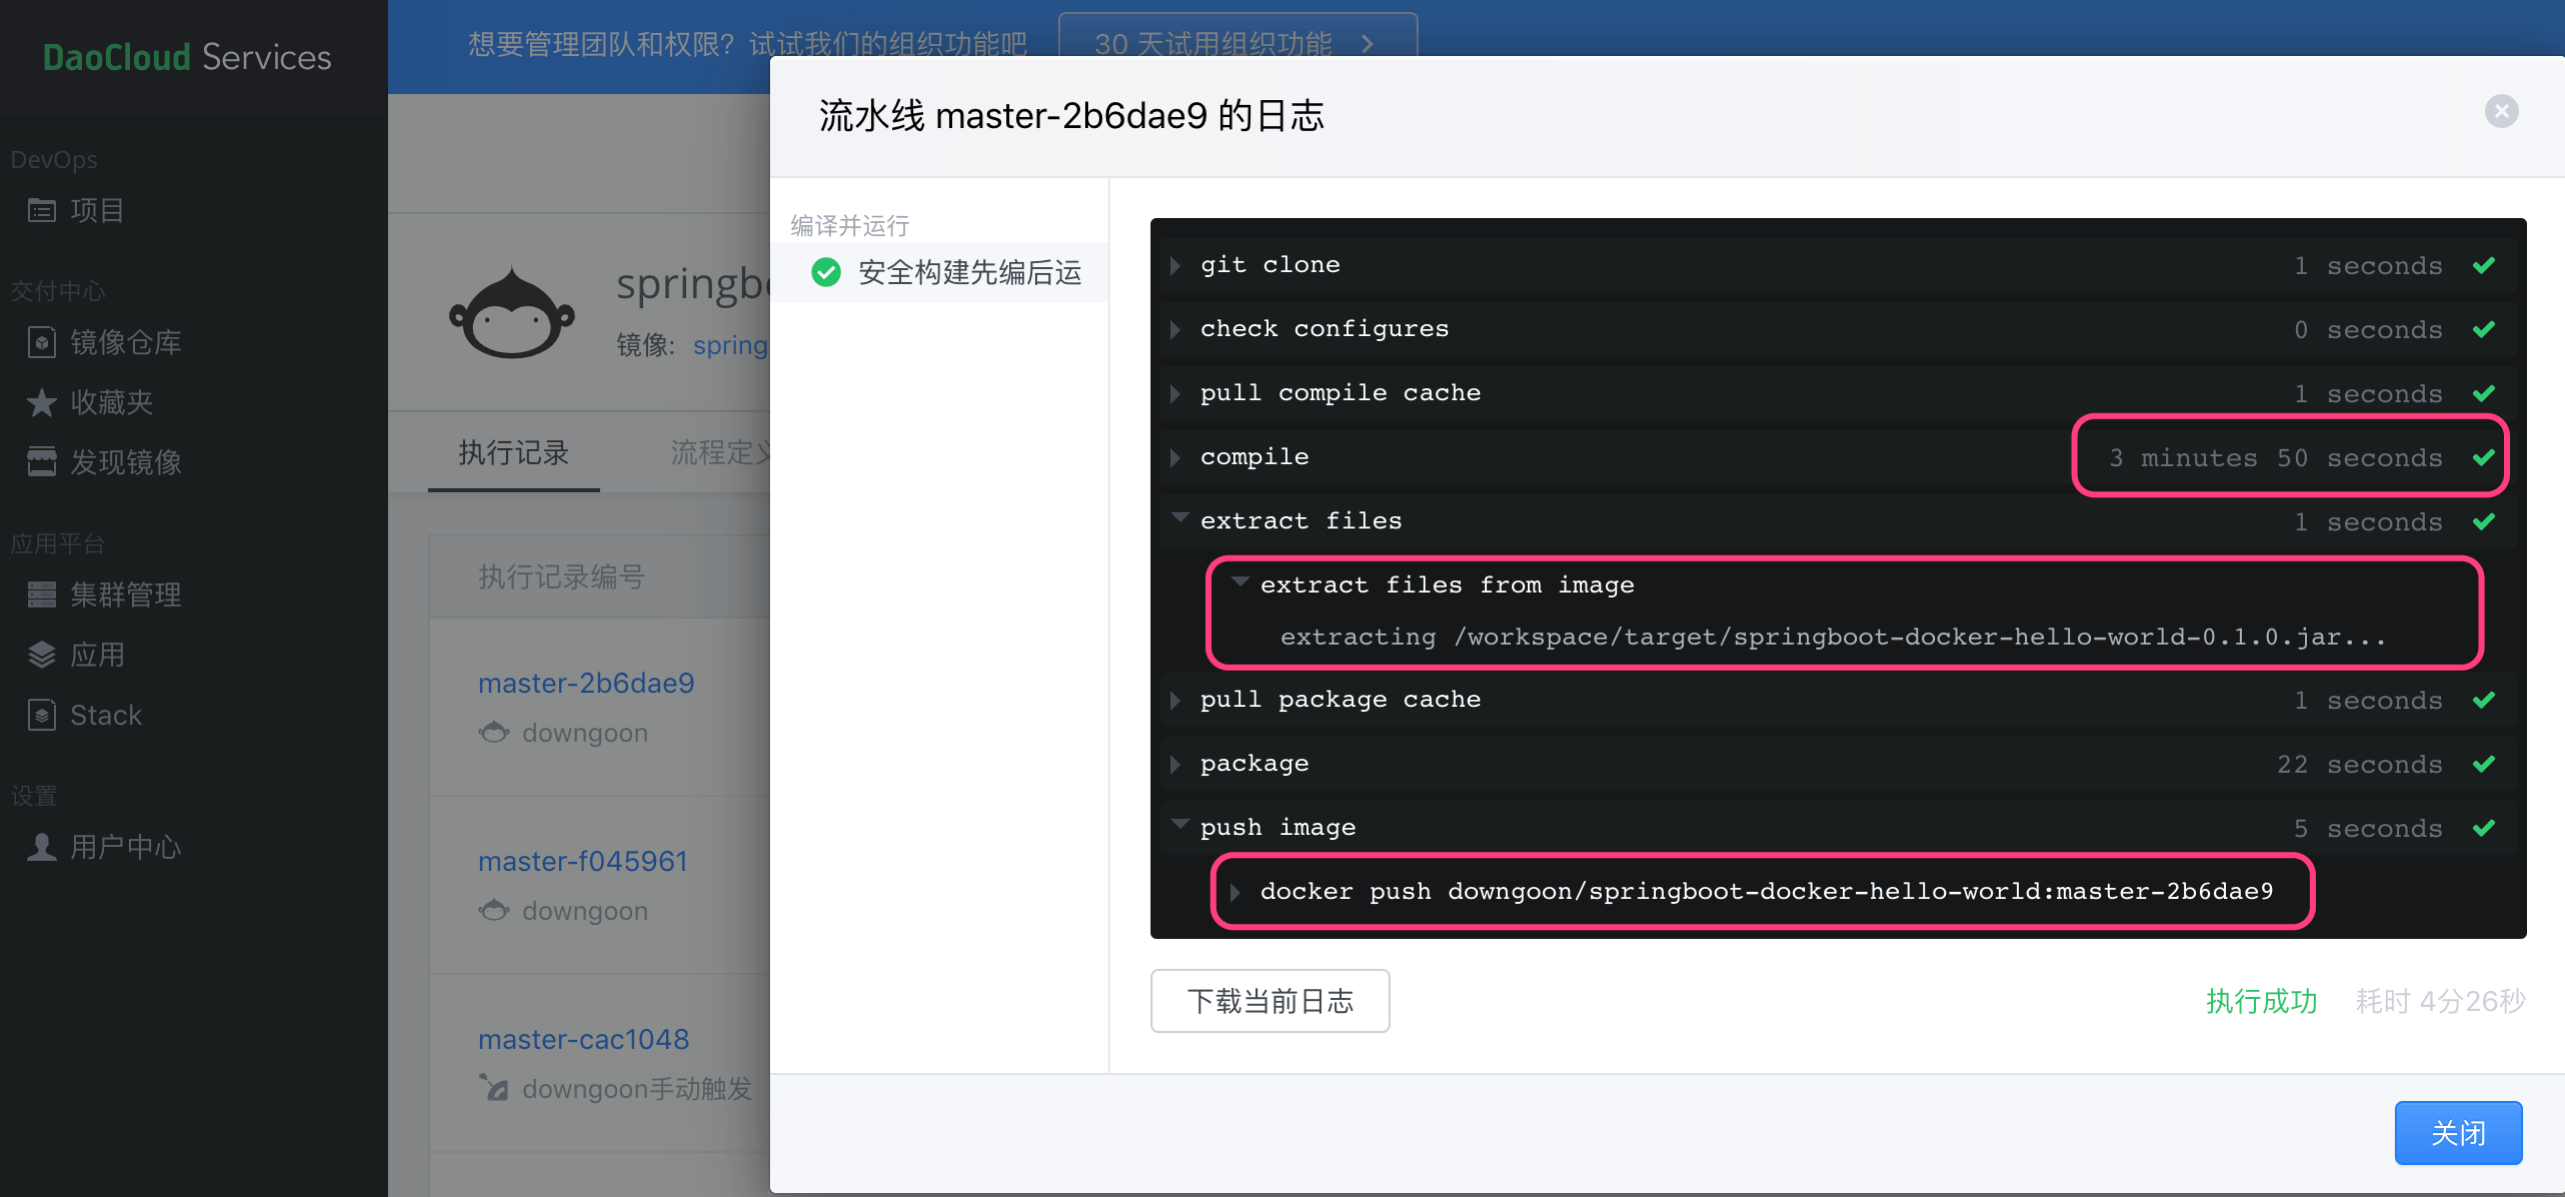 DaoCloud Services
DevOps
项目
交付中心
镜像仓库
收藏夹
发现镜像
应用平台
集群管理
应用
Stack
设置
用户中心
想要管理团队和权限？试试我们的组织功能吧
30 天试用组织功能
springb
镜像: spring
执行记录
流程定义
执行记录编号
master-2b6dae9
downgoon
master-f045961
downgoon
master-cac1048
downgoon手动触发
流水线 master-2b6dae9 的日志
编译并运行
安全构建先编后运
git clone 1 seconds
check configures 0 seconds
pull compile cache 1 seconds
compile 3 minutes 50 seconds
extract files 1 seconds
extract files from image
extracting /workspace/target/springboot-docker-hello-world-0.1.0.jar...
pull package cache 1 seconds
package 22 seconds
push image 5 seconds
docker push downgoon/springboot-docker-hello-world:master-2b6dae9
下载当前日志
执行成功 耗时 4分26秒
关闭